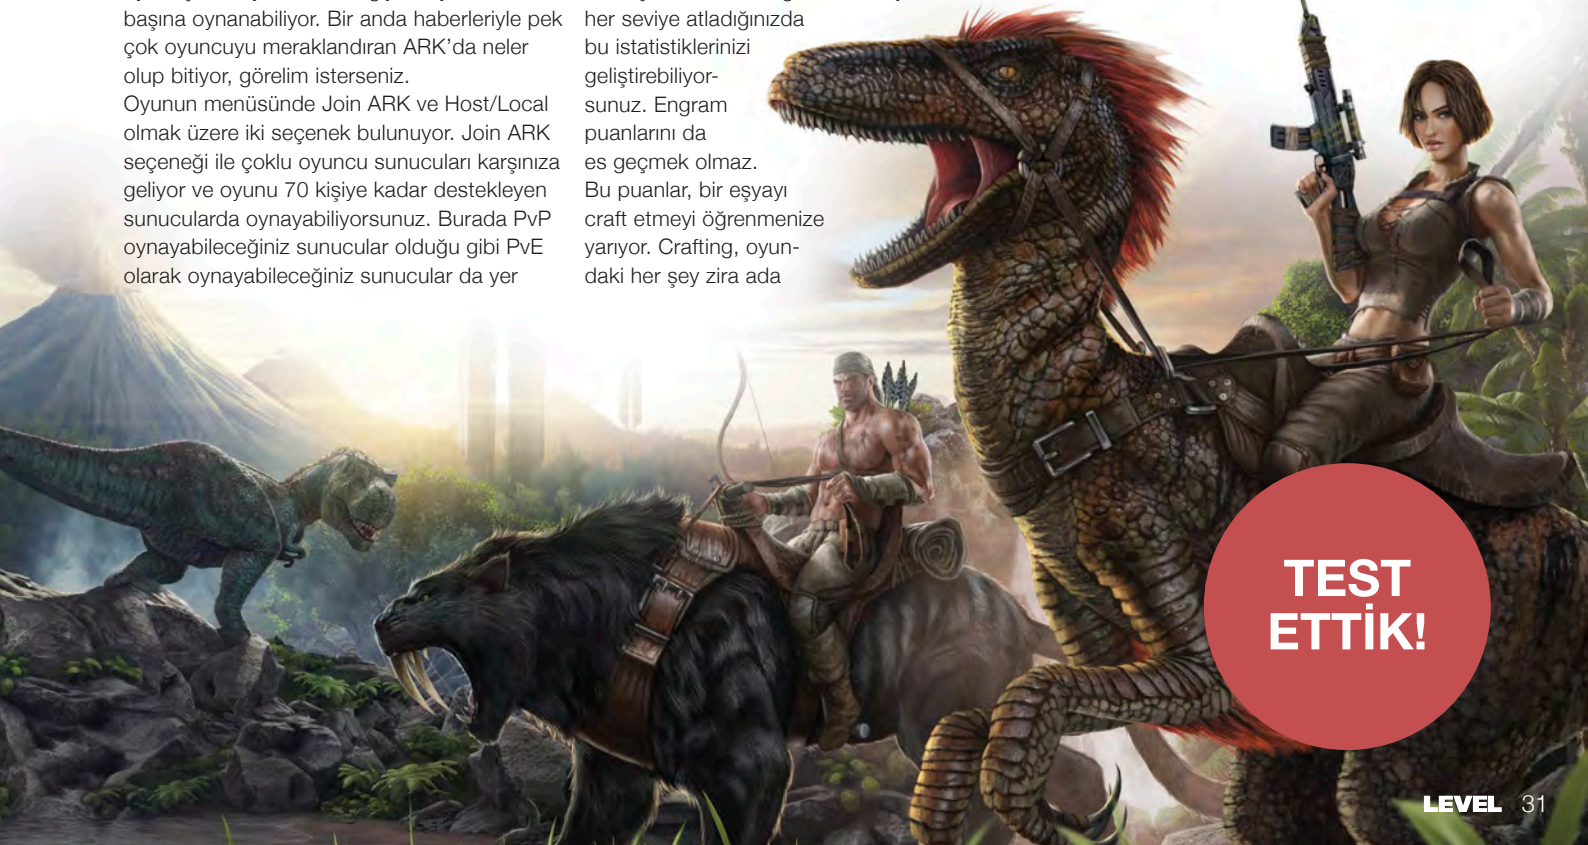 başına oynanabiliyor. Bir anda haberleriyle pek
çok oyuncuyu meraklandıran ARK'da neler
olup bitiyor, görelim isterseniz.
Oyunun menüsünde Join ARK ve Host/Local
olmak üzere iki seçenek bulunuyor. Join ARK
seçeneği ile çoklu oyuncu sunucuları karşınıza
geliyor ve oyunu 70 kişiye kadar destekleyen
sunucularda oynayabiliyorsunuz. Burada PvP
oynayabileceğiniz sunucular olduğu gibi PvE
olarak oynayabileceğiniz sunucular da yer
her seviye atladığınızda
bu istatistiklerinizi
geliştirebiliyor-
sunuz. Engram
puanlarını da
es geçmek olmaz.
Bu puanlar, bir eşyayı
craft etmeyi öğrenmenize
yarıyor. Crafting, oyun-
daki her şey zira ada
TEST
ETTİK!
LEVEL 31